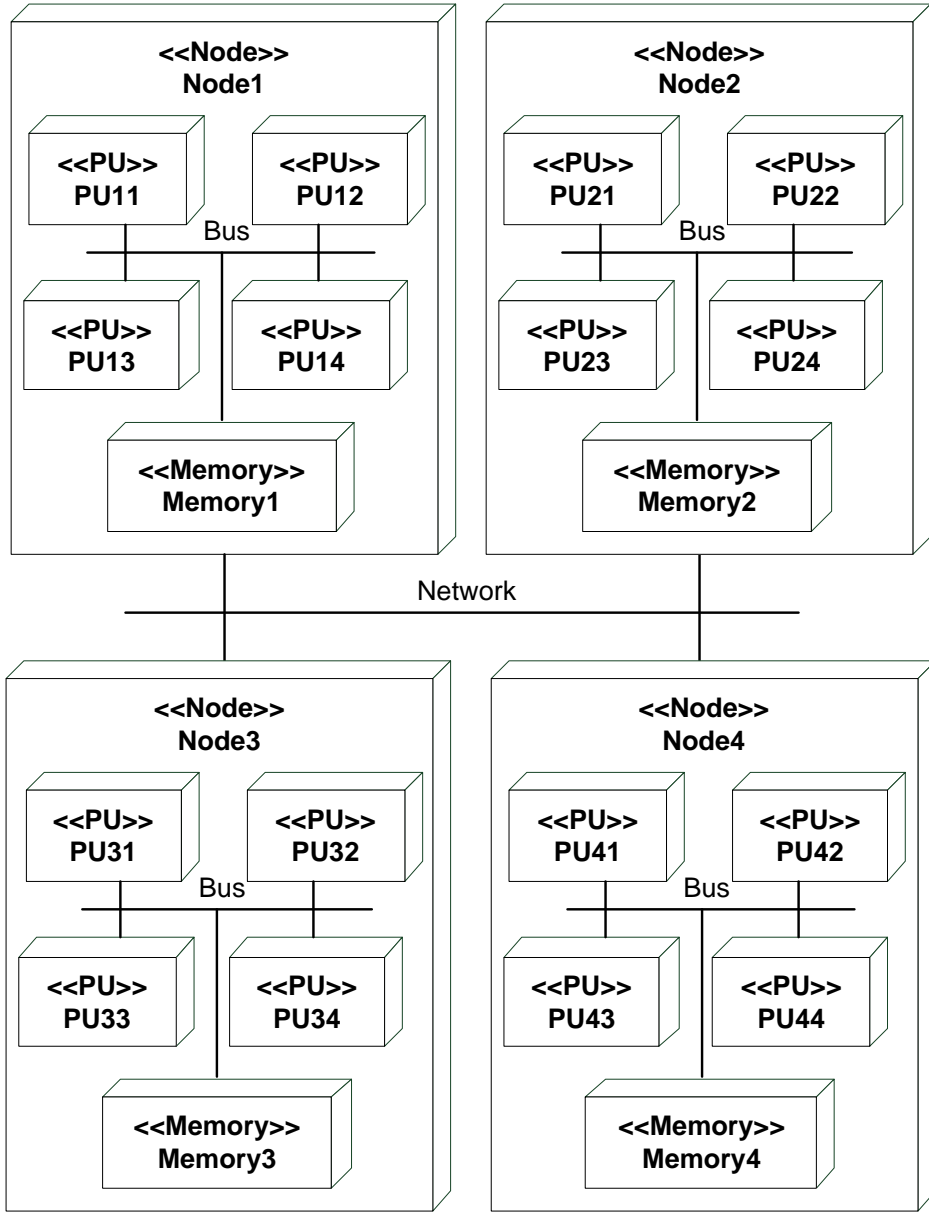 <<Node>>
Node1
<<PU>>
PU11
<<PU>>
PU12
Bus
<<PU>>
PU13
<<PU>>
PU14
<<Memory>>
Memory1
<<Node>>
Node2
<<PU>>
PU21
<<PU>>
PU22
Bus
<<PU>>
PU23
<<PU>>
PU24
<<Memory>>
Memory2
Network
<<Node>>
Node3
<<PU>>
PU31
<<PU>>
PU32
Bus
<<PU>>
PU33
<<PU>>
PU34
<<Memory>>
Memory3
<<Node>>
Node4
<<PU>>
PU41
<<PU>>
PU42
Bus
<<PU>>
PU43
<<PU>>
PU44
<<Memory>>
Memory4